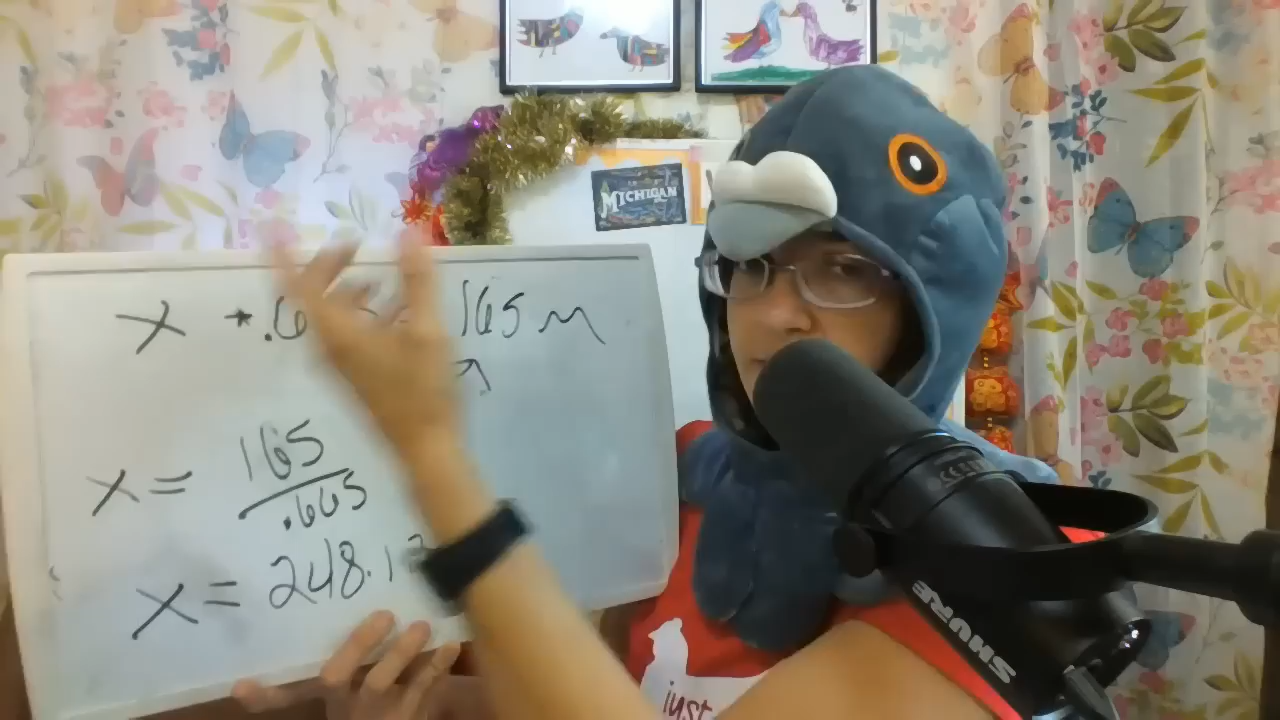 MICHIGAN
x * .6 165 m
x = 165
.665
x = 248.1
SHURE
just